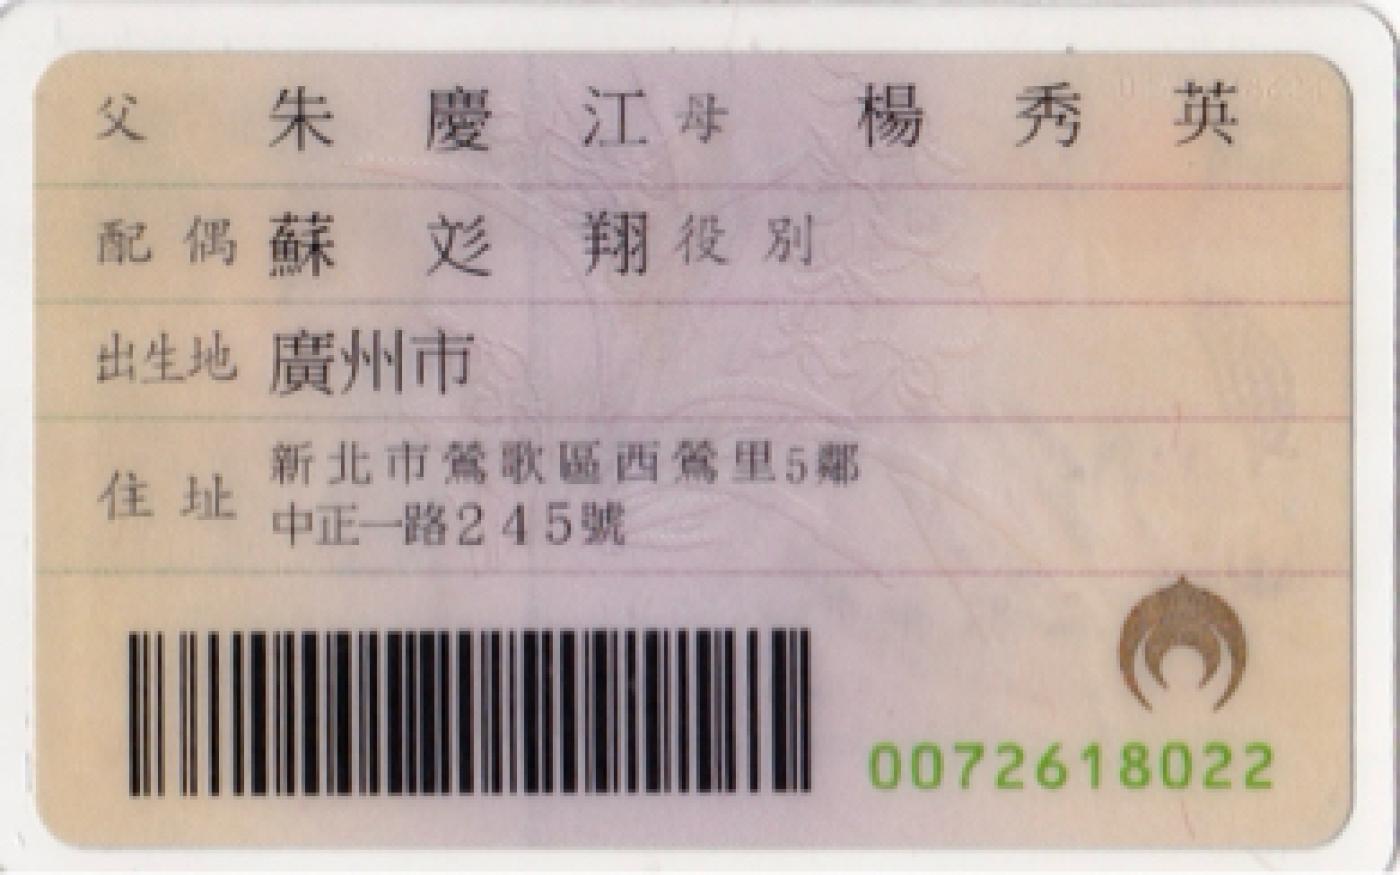 父 朱慶江 母 楊秀英
配偶 蘇彣翔 役別
出生地 廣州市
住址 新北市鶯歌區西鶯里5鄰
中正一路245號
0072618022